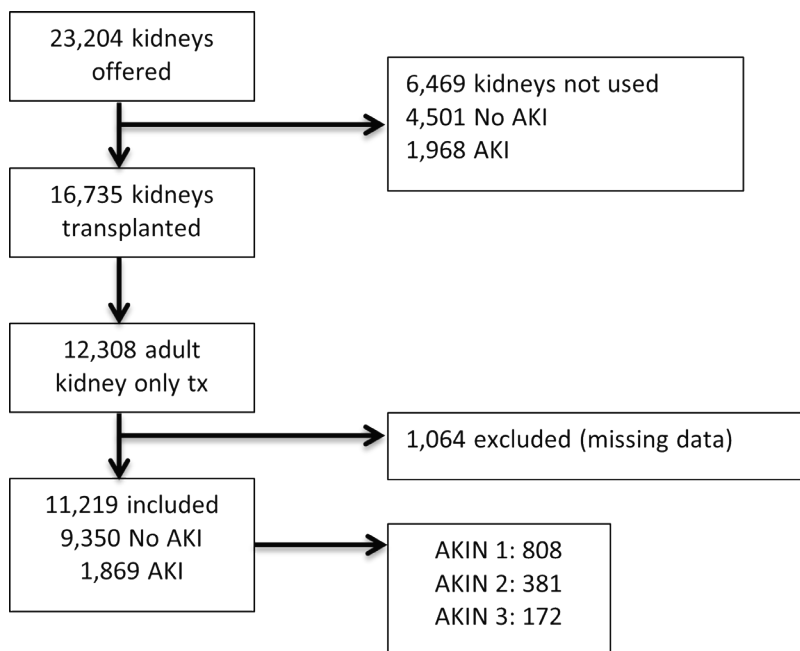 23,204 kidneys
offered
6,469 kidneys not used
4,501 No AKI
1,968 AKI
16,735 kidneys
transplanted
12,308 adult
kidney only tx
1,064 excluded (missing data)
11,219 included
9,350 No AKI
1,869 AKI
AKIN 1: 808
AKIN 2: 381
AKIN 3: 172